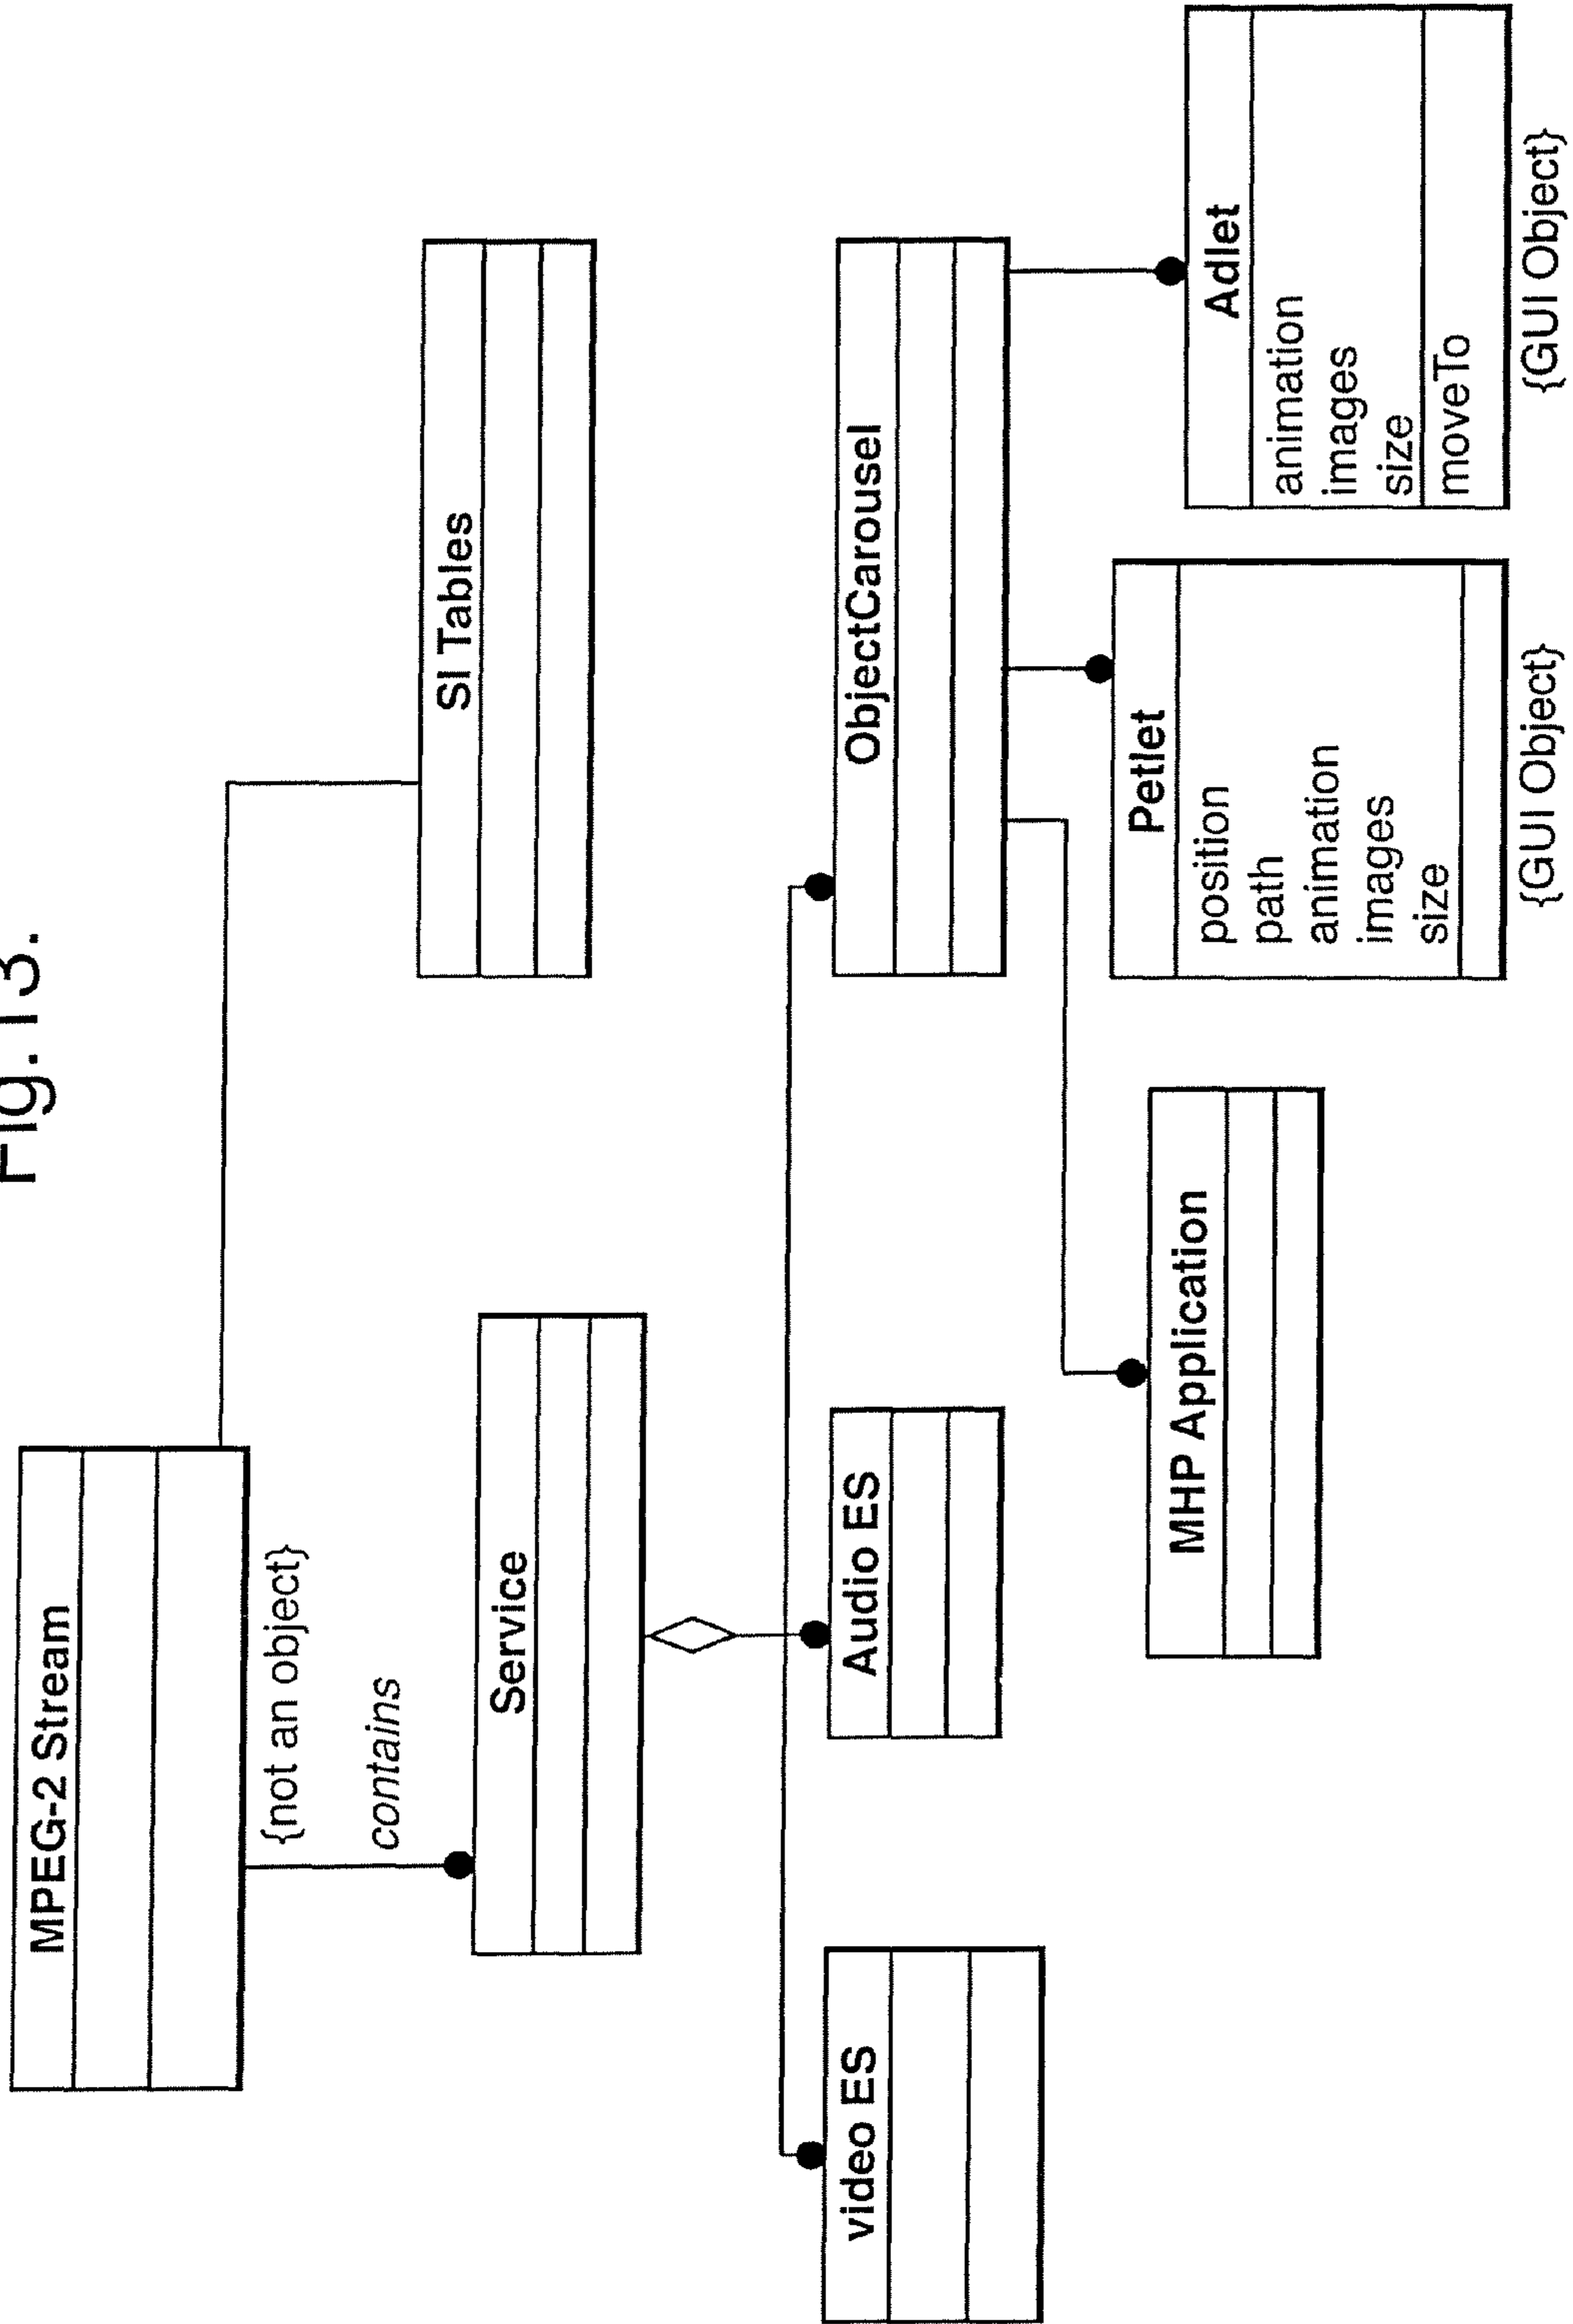 Fig.13.
MPEG-2 Stream
{not an object}
contains
SI Tables
Service
video ES
Audio ES
ObjectCarousel
MHP Application
Petlet
position
path
animation
images
size
{GUI Object}
Adlet
animation
images
size
moveTo
{GUI Object}